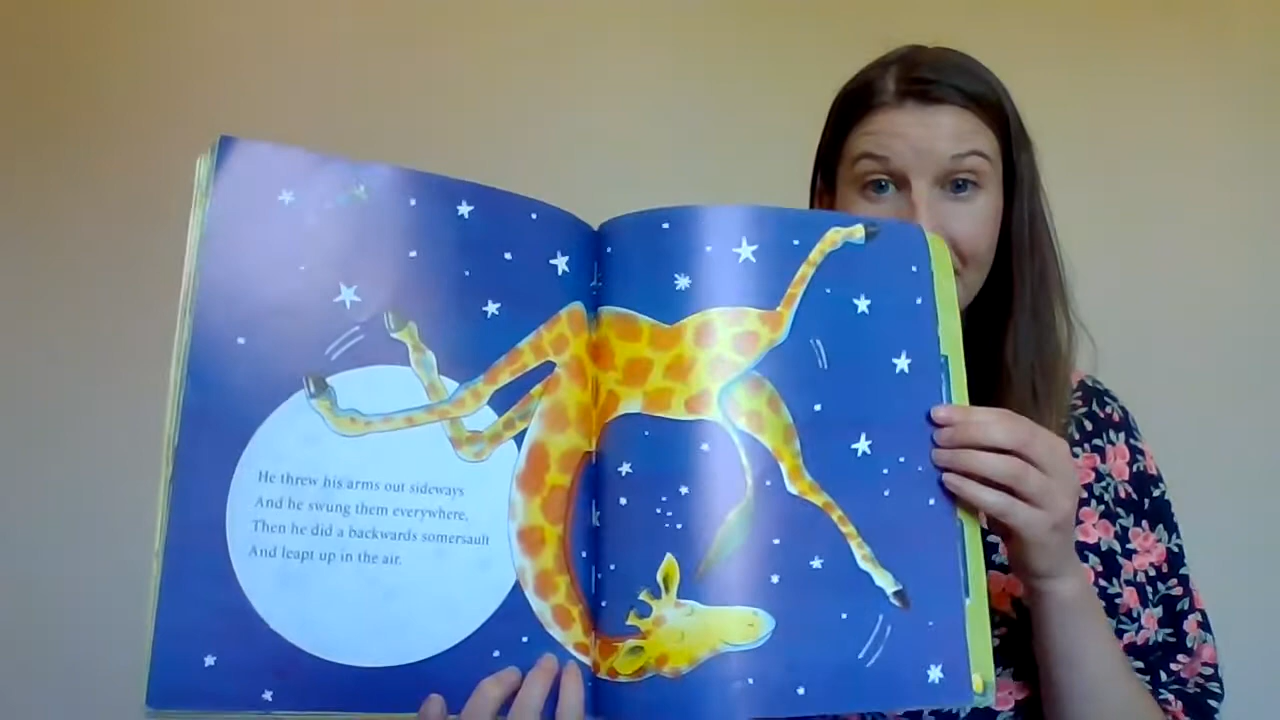 He threw his arms out sideways
And he swung them everywhere,
Then he did a backwards somersault
And leapt up in the air.